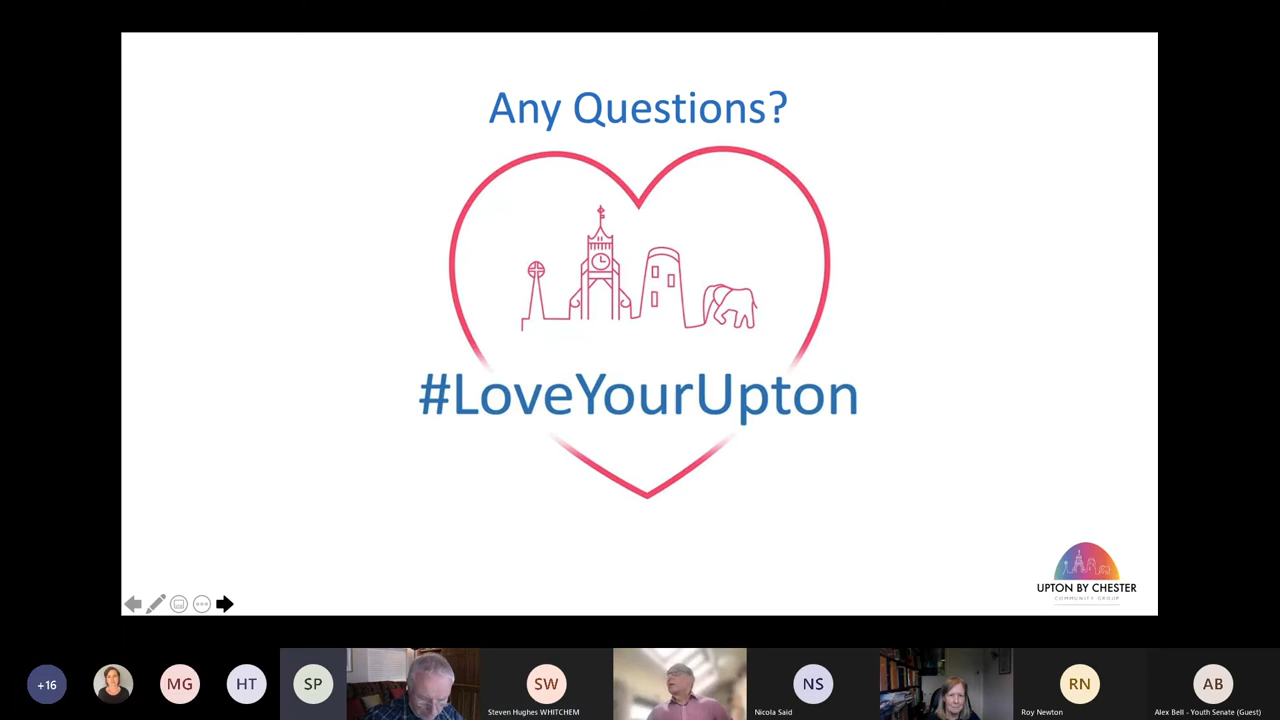 Any Questions?
#LoveYourUpton
UPTON BY CHESTER
COMMUNITY GROUP
+16
MG
HT
SP
SW
Steven Hughes WHITCHEM
NS
Nicola Said
RN
Roy Newton
AB
Alex Bell - Youth Senate (Guest)